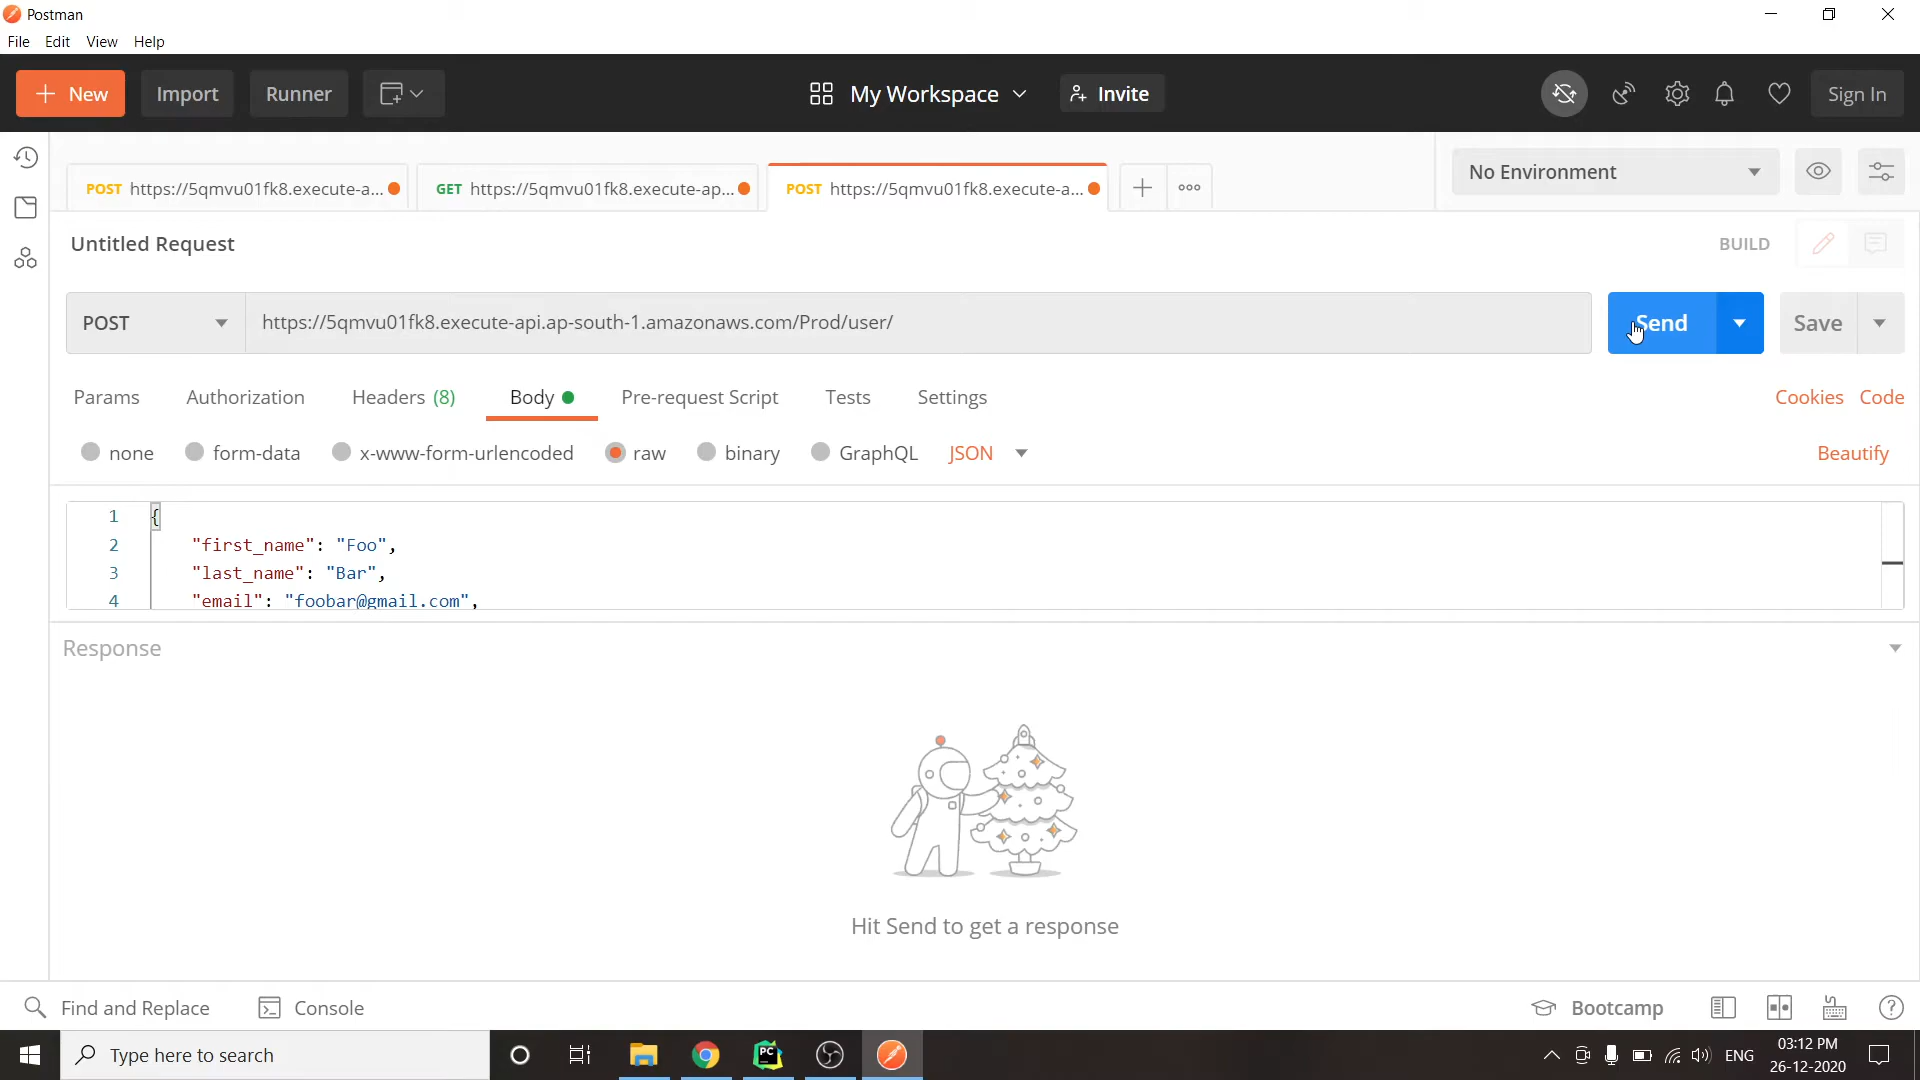 Postman
File Edit View Help
New Import Runner My Workspace Invite Sign In
POST https://5qmvu01fk8.execute-a... GET https://5qmvu01fk8.execute-ap... POST https://5qmvu01fk8.execute-a... No Environment
Untitled Request BUILD
POST https://5qmvu01fk8.execute-api.ap-south-1.amazonaws.com/Prod/user/ Send Save
Params Authorization Headers (8) Body Pre-request Script Tests Settings Cookies Code
none form-data x-www-form-urlencoded raw binary GraphQL JSON Beautify
1 {
2 "first_name": "Foo",
3 "last_name": "Bar",
4 "email": "foobar@gmail.com",
Response
Hit Send to get a response
Find and Replace Console Bootcamp
Type here to search PC ENG 03:12 PM
26-12-2020